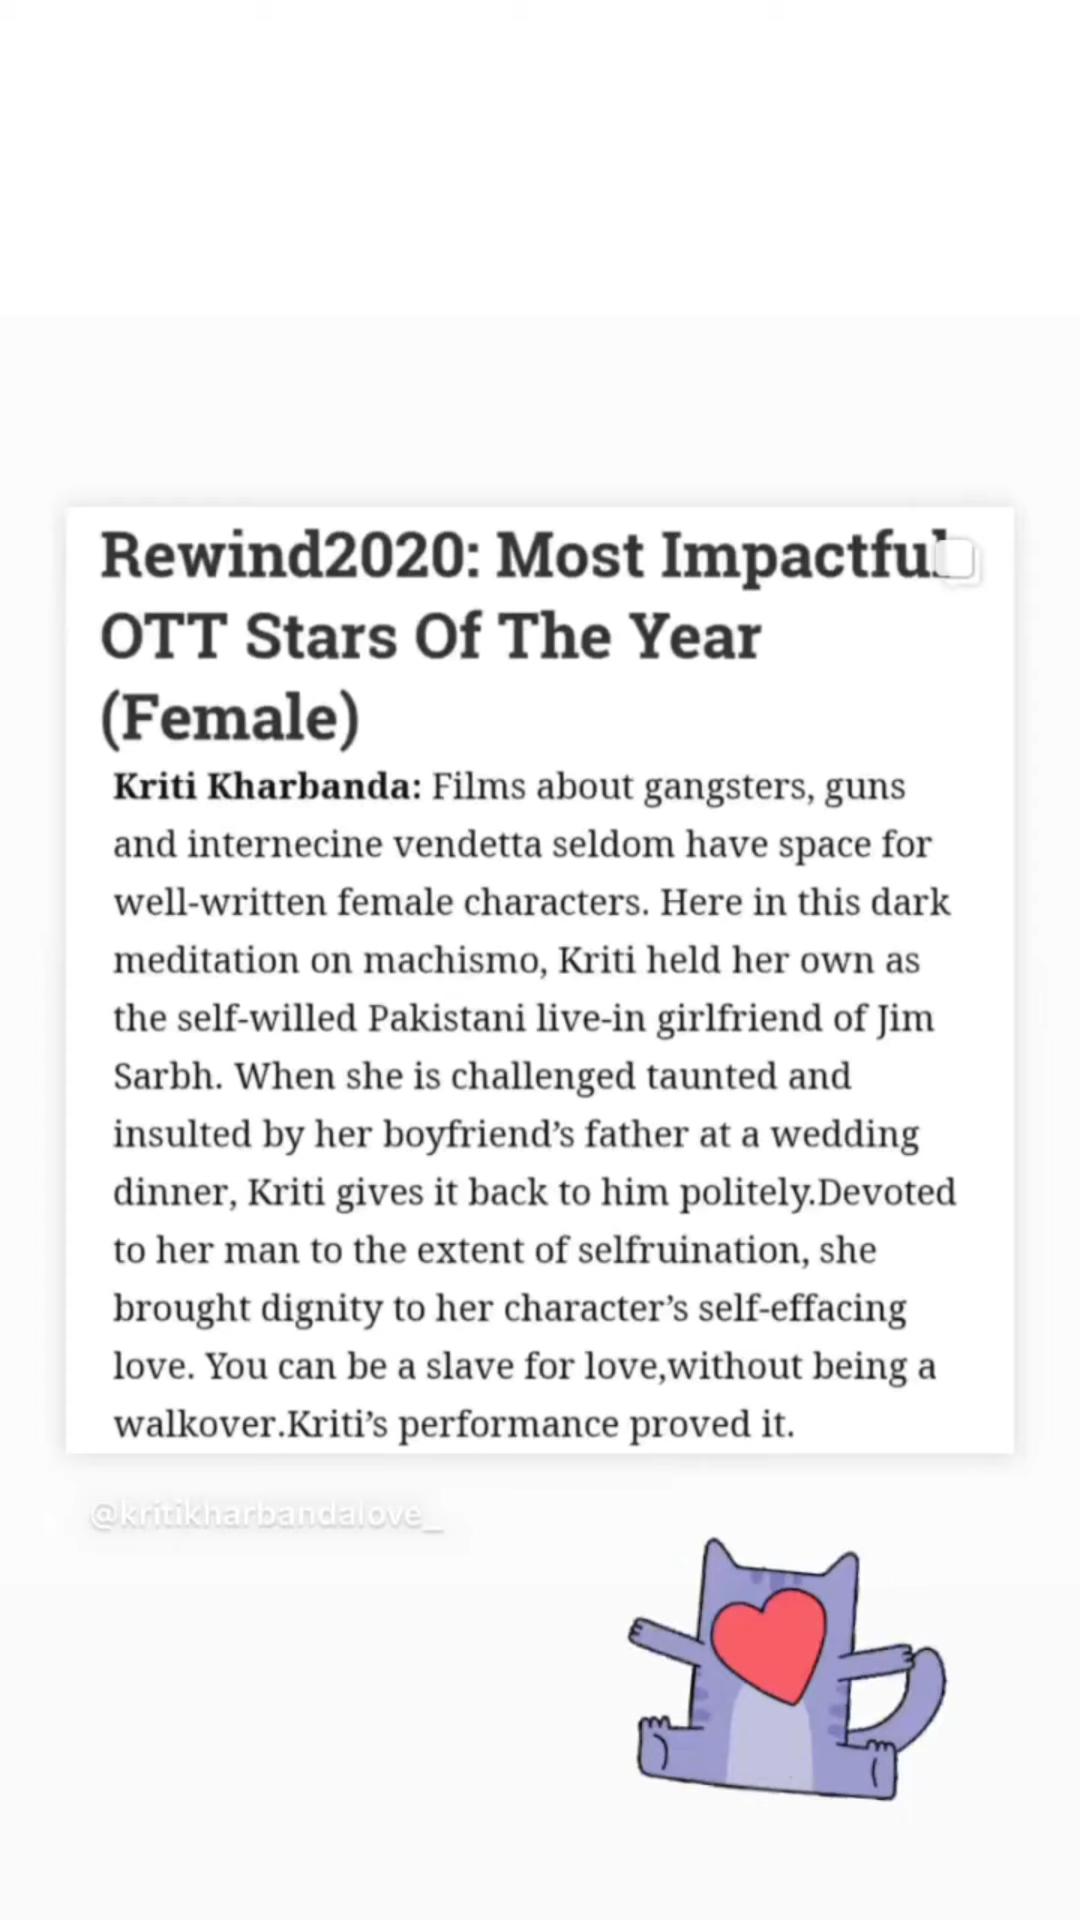 Rewind2020: Most Impactful
OTT Stars Of The Year
(Female)
Kriti Kharbanda: Films about gangsters, guns
and internecine vendetta seldom have space for
well-written female characters. Here in this dark
meditation on machismo, Kriti held her own as
the self-willed Pakistani live-in girlfriend of Jim
Sarbh. When she is challenged taunted and
insulted by her boyfriend’s father at a wedding
dinner, Kriti gives it back to him politely.Devoted
to her man to the extent of selfruination, she
brought dignity to her character’s self-effacing
love. You can be a slave for love,without being a
walkover.Kriti’s performance proved it.
@kritikharbandalove_